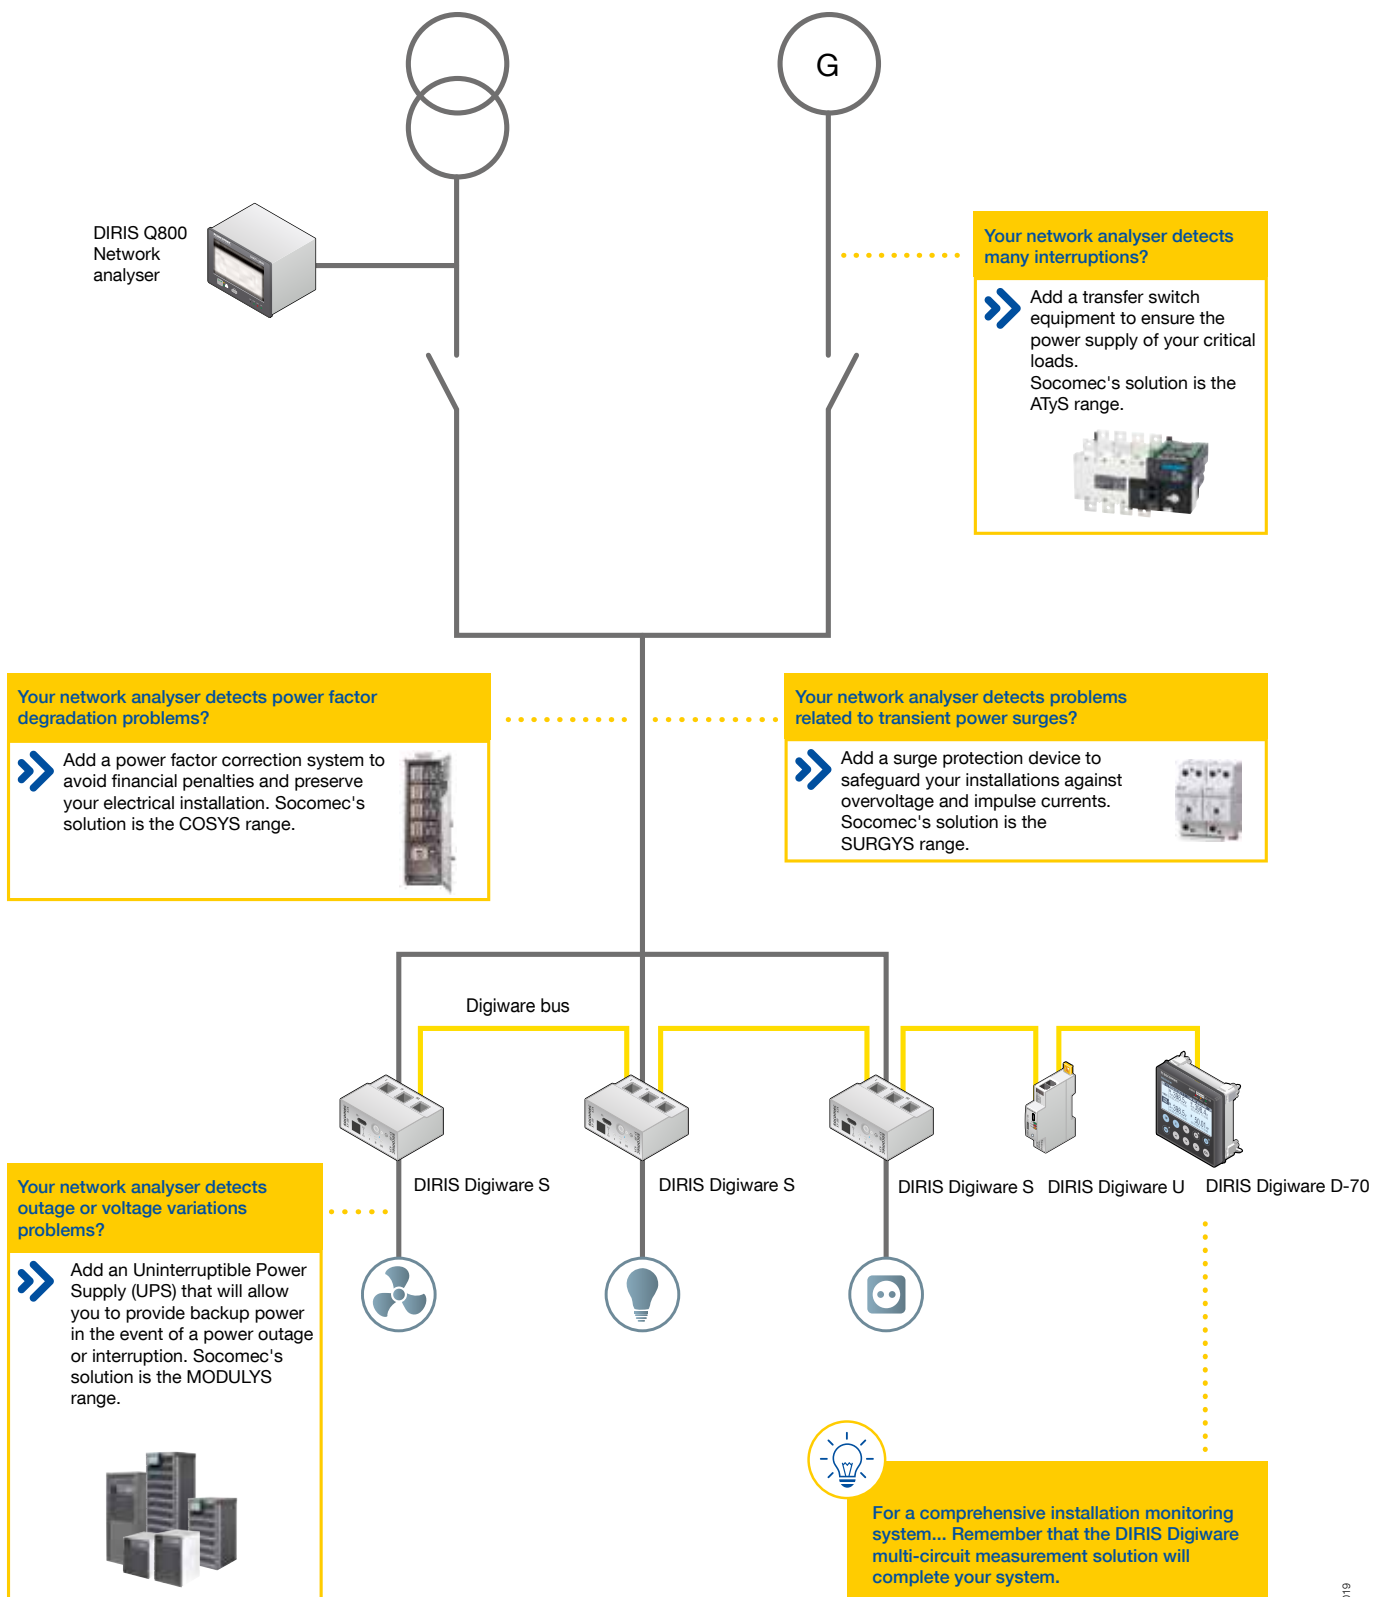 G
DIRIS Q800
Network
analyser
Your network analyser detects
many interruptions?
Add a transfer switch
equipment to ensure the
power supply of your critical
loads.
Socomec's solution is the
ATyS range.
Your network analyser detects power factor
degradation problems?
Add a power factor correction system to
avoid financial penalties and preserve
your electrical installation. Socomec's
solution is the COSYS range.
Your network analyser detects problems
related to transient power surges?
Add a surge protection device to
safeguard your installations against
overvoltage and impulse currents.
Socomec's solution is the
SURGYS range.
Digiware bus
DIRIS Digiware S
DIRIS Digiware S
DIRIS Digiware S
DIRIS Digiware U
DIRIS Digiware D-70
Your network analyser detects
outage or voltage variations
problems?
Add an Uninterruptible Power
Supply (UPS) that will allow
you to provide backup power
in the event of a power outage
or interruption. Socomec's
solution is the MODULYS
range.
For a comprehensive installation monitoring
system... Remember that the DIRIS Digiware
multi-circuit measurement solution will
complete your system.